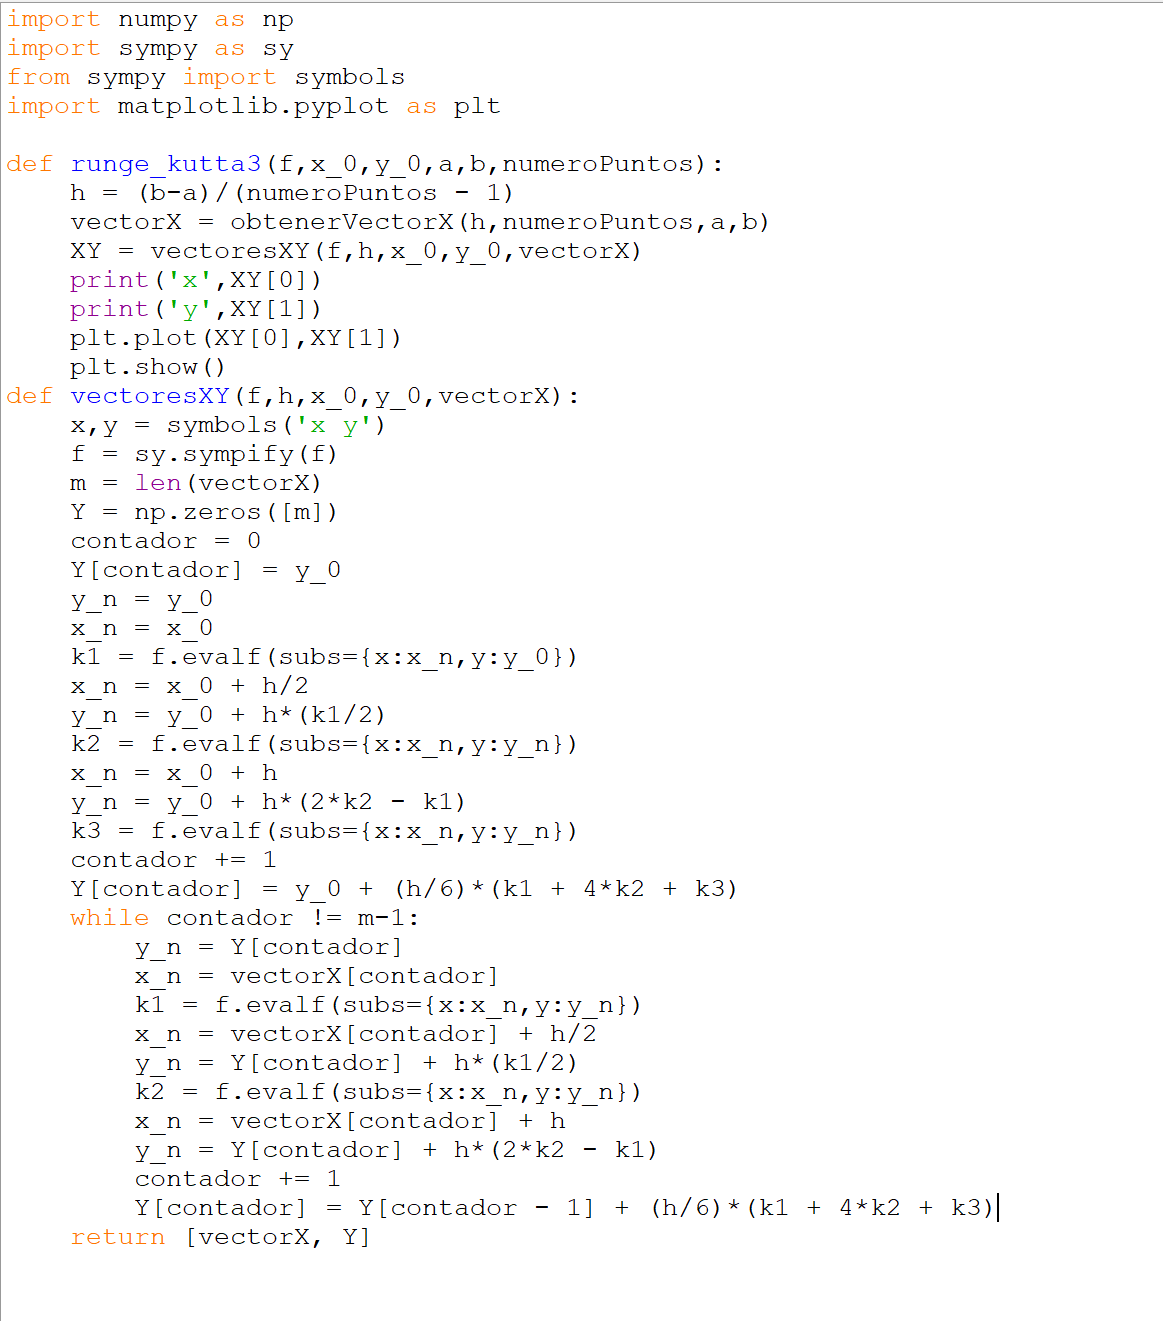 import numpy as np
import sympy as sy
from sympy import symbols
import matplotlib.pyplot as plt

def runge_kutta3(f,x_0,y_0,a,b,numeroPuntos):
    h = (b-a)/(numeroPuntos - 1)
    vectorX = obtenerVectorX(h,numeroPuntos,a,b)
    XY = vectoresXY(f,h,x_0,y_0,vectorX)
    print('x',XY[0])
    print('y',XY[1])
    plt.plot(XY[0],XY[1])
    plt.show()
def vectoresXY(f,h,x_0,y_0,vectorX):
    x,y = symbols('x y')
    f = sy.sympify(f)
    m = len(vectorX)
    Y = np.zeros([m])
    contador = 0
    Y[contador] = y_0
    y_n = y_0
    x_n = x_0
    k1 = f.evalf(subs={x:x_n,y:y_0})
    x_n = x_0 + h/2
    y_n = y_0 + h*(k1/2)
    k2 = f.evalf(subs={x:x_n,y:y_n})
    x_n = x_0 + h
    y_n = y_0 + h*(2*k2 - k1)
    k3 = f.evalf(subs={x:x_n,y:y_n})
    contador += 1
    Y[contador] = y_0 + (h/6)*(k1 + 4*k2 + k3)
    while contador != m-1:
        y_n = Y[contador]
        x_n = vectorX[contador]
        k1 = f.evalf(subs={x:x_n,y:y_n})
        x_n = vectorX[contador] + h/2
        y_n = Y[contador] + h*(k1/2)
        k2 = f.evalf(subs={x:x_n,y:y_n})
        x_n = vectorX[contador] + h
        y_n = Y[contador] + h*(2*k2 - k1)
        contador += 1
        Y[contador] = Y[contador - 1] + (h/6)*(k1 + 4*k2 + k3)
    return [vectorX, Y]